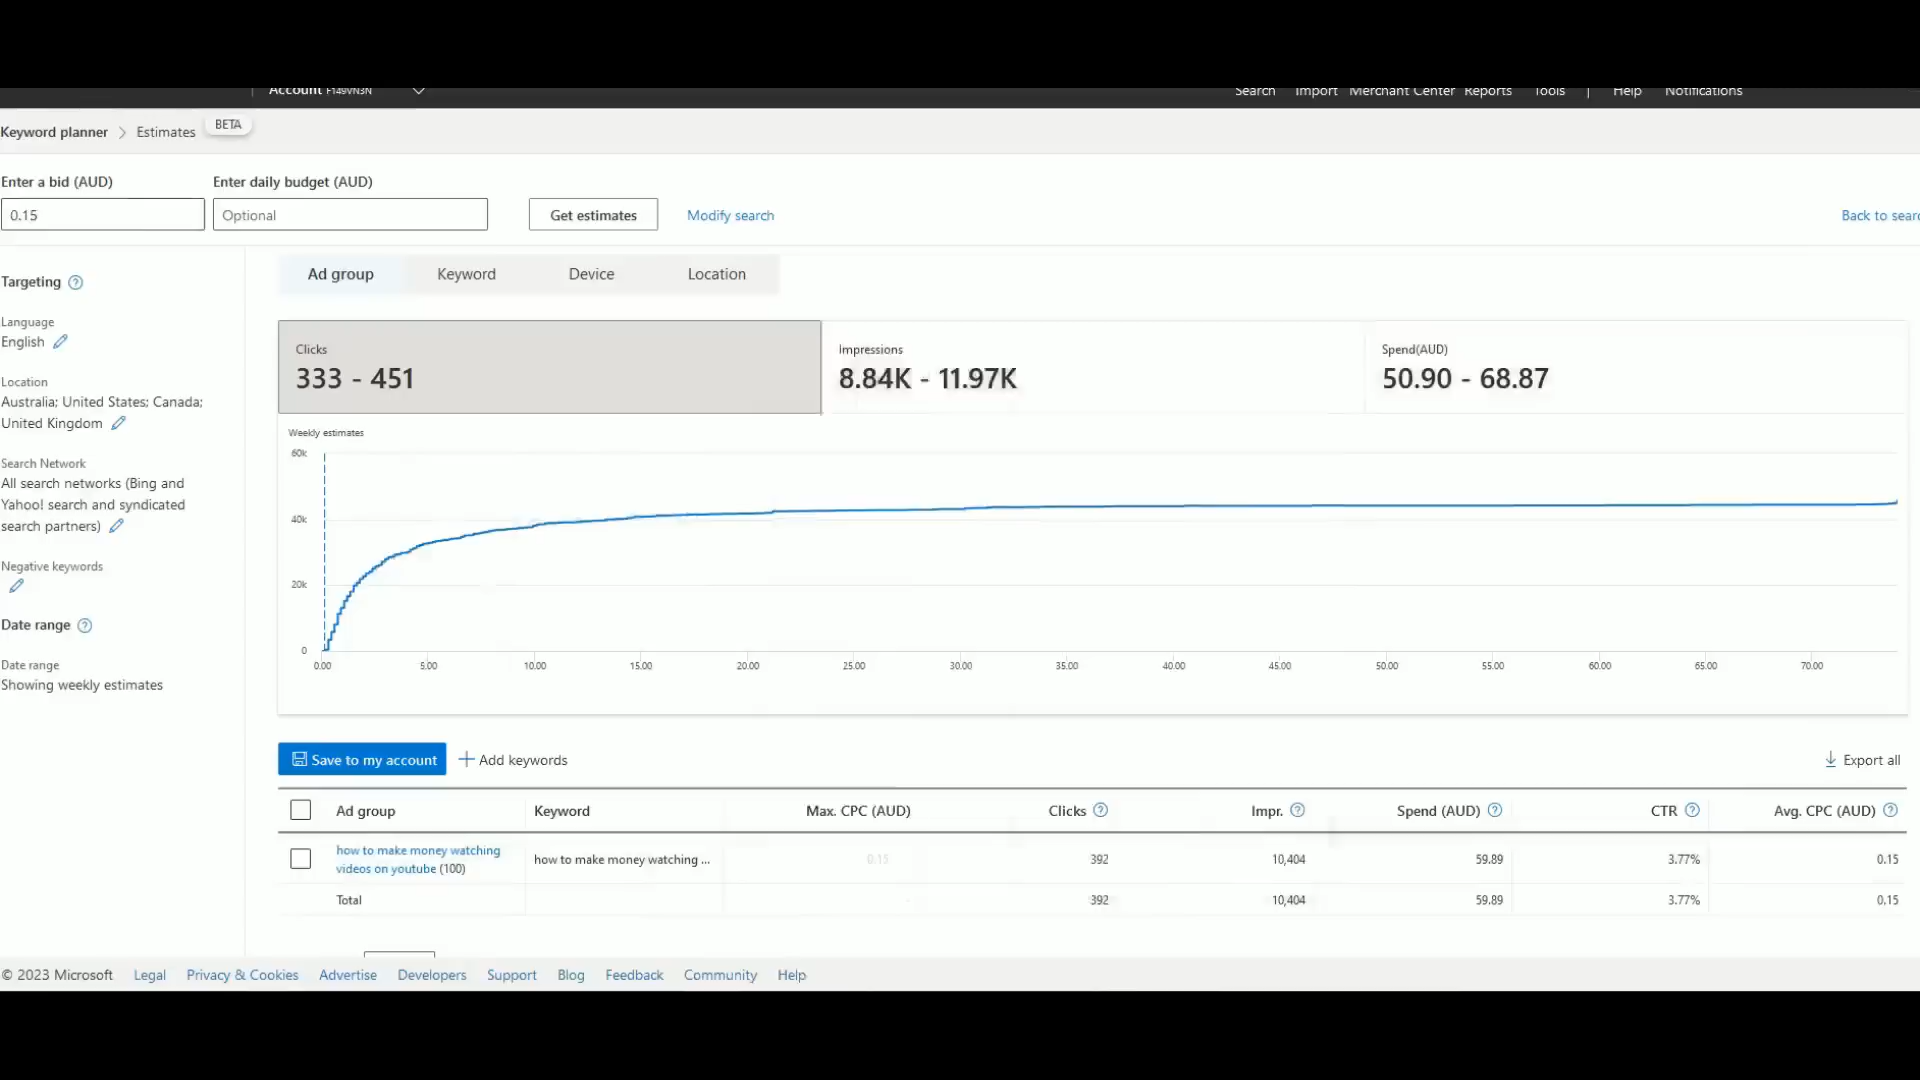 Account F149VN3N
Search Import Merchant Center Reports Tools | Help Notifications
Keyword planner > Estimates BETA
Enter a bid (AUD) Enter daily budget (AUD)
0.15 Optional Get estimates Modify search Back to sear
Targeting
Language
English
Location
Australia; United States; Canada;
United Kingdom
Search Network
All search networks (Bing and
Yahoo! search and syndicated
search partners)
Negative keywords
Date range
Date range
Showing weekly estimates
Ad group Keyword Device Location
Clicks Impressions Spend(AUD)
333 - 451 8.84K - 11.97K 50.90 - 68.87
Weekly estimates
60k
40k
20k
0
0.00 5.00 10.00 15.00 20.00 25.00 30.00 35.00 40.00 45.00 50.00 55.00 60.00 65.00 70.00
Save to my account Add keywords Export all
Ad group Keyword Max. CPC (AUD) Clicks Impr. Spend (AUD) CTR Avg. CPC (AUD)
how to make money watching
videos on youtube (100) how to make money watching ... 0.15 392 10,404 59.89 3.77% 0.15
Total 392 10,404 59.89 3.77% 0.15
© 2023 Microsoft Legal Privacy & Cookies Advertise Developers Support Blog Feedback Community Help